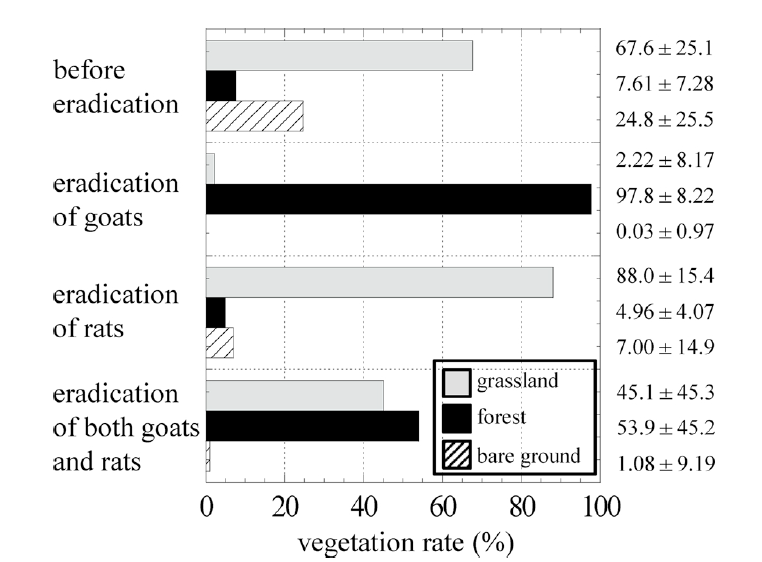 before
eradication
67.6 ± 25.1
7.61 ± 7.28
24.8 ± 25.5
eradication
of goats
2.22 ± 8.17
97.8 ± 8.22
0.03 ± 0.97
eradication
of rats
88.0 ± 15.4
4.96 ± 4.07
7.00 ± 14.9
eradication
of both goats
and rats
45.1 ± 45.3
53.9 ± 45.2
1.08 ± 9.19
grassland
forest
bare ground
0 20 40 60 80 100
vegetation rate (%)